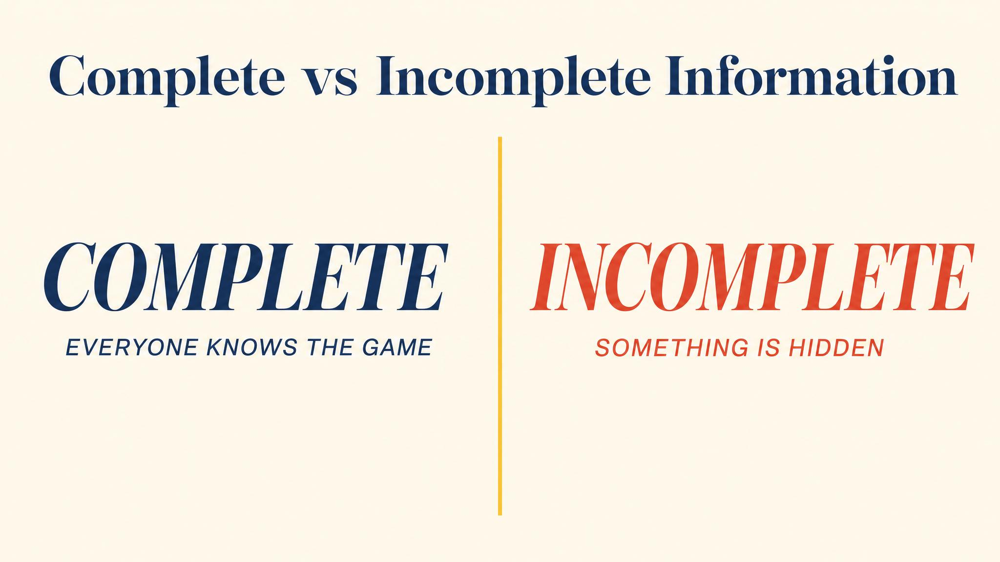 Complete vs Incomplete Information
COMPLETE
EVERYONE KNOWS THE GAME
INCOMPLETE
SOMETHING IS HIDDEN